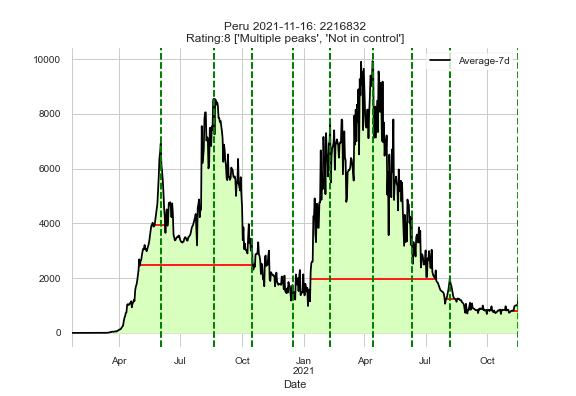 Peru 2021-11-16: 2216832
Rating:8 ['Multiple peaks', 'Not in control']
Average-7d
10000
8000
6000
4000
2000
0
Apr Jul Oct Jan Apr Jul Oct
2021
Date